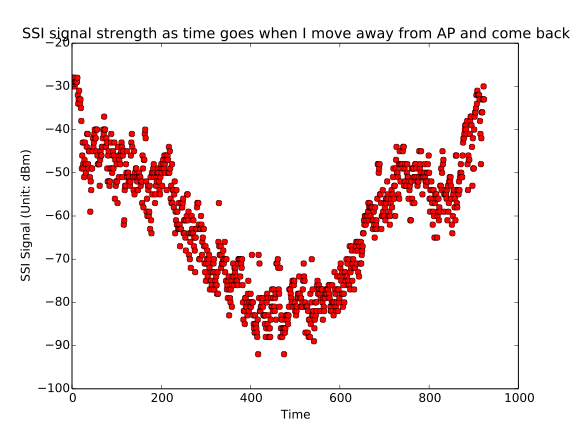 SSI signal strength as time goes when I move away from AP and come back
−20
−30
−40
−50
−60
−70
−80
−90
−100
SSI Signal (Unit: dBm)
0 200 400 600 800 1000
Time